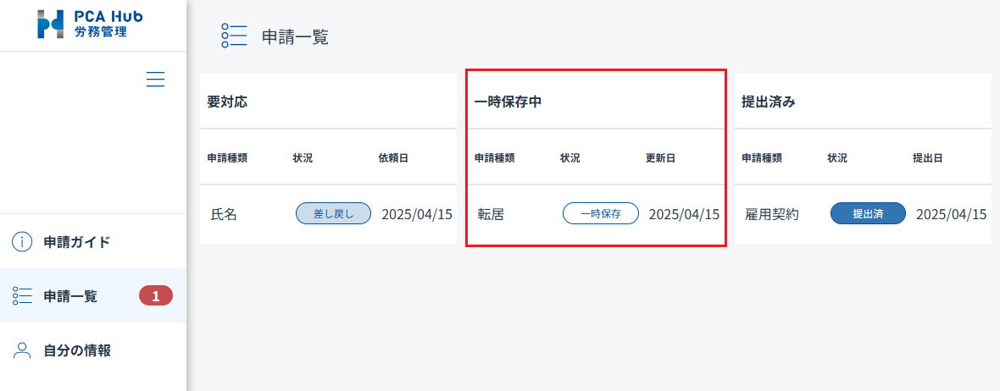 PCA Hub
労務管理
申請ガイド
申請一覧 1
自分の情報
申請一覧
要対応
申請種類 状況 依頼日
氏名 差し戻し 2025/04/15
一時保存中
申請種類 状況 更新日
転居 一時保存 2025/04/15
提出済み
申請種類 状況 提出日
雇用契約 提出済 2025/04/15